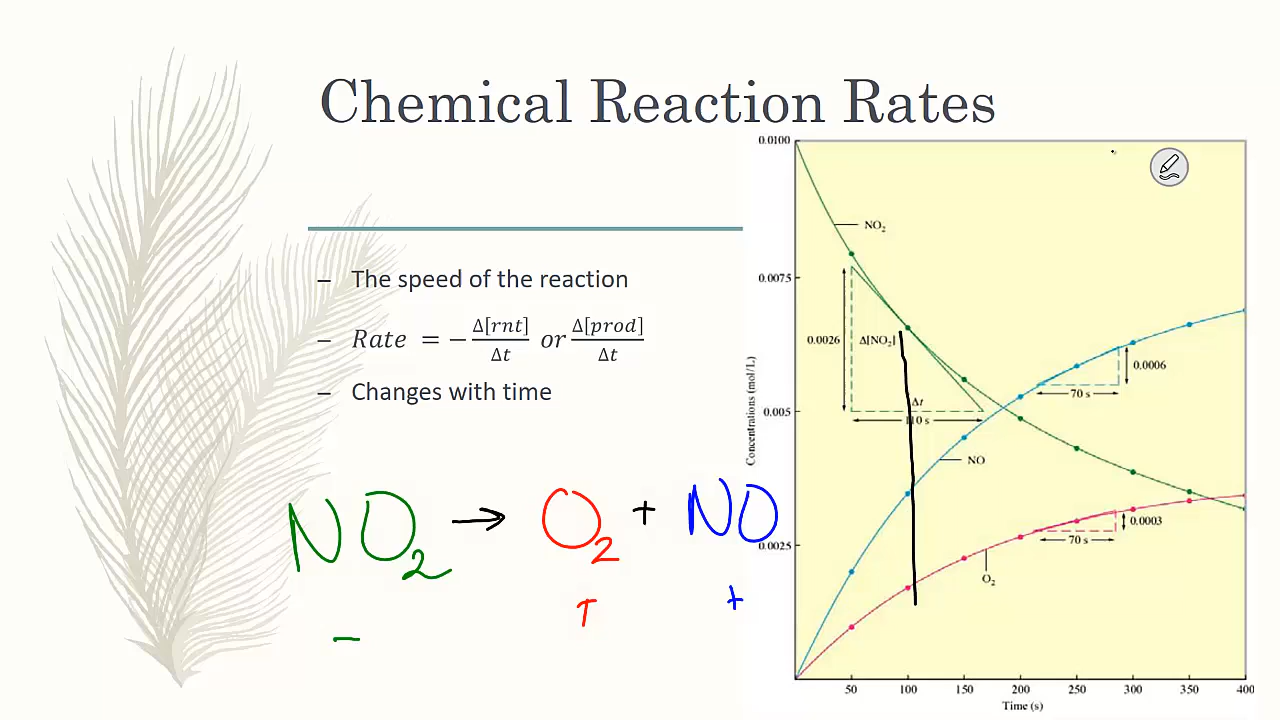 Chemical Reaction Rates
– The speed of the reaction
– Rate = − Δ[rnt]/Δt or Δ[prod]/Δt
– Changes with time
NO₂ → O₂ + NO
− + +
0.0100
0.0075
0.005
0.0025
Concentrations (mol/L)
NO₂
0.0026
Δ[NO₂]
Δt
110 s
NO
0.0006
70 s
0.0003
70 s
O₂
50 100 150 200 250 300 350 400
Time (s)